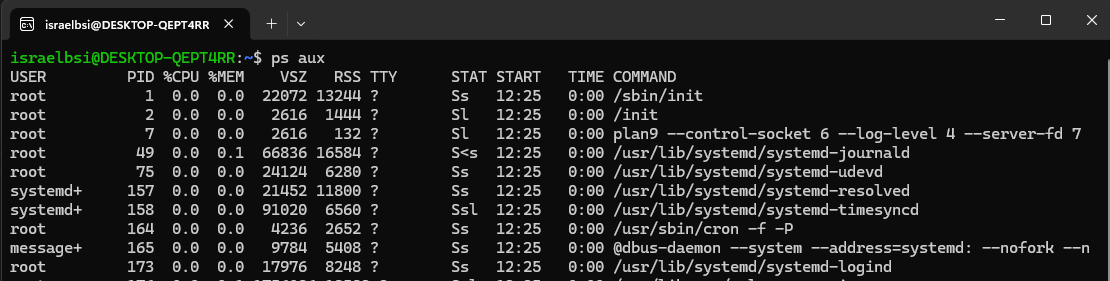 israelbsi@DESKTOP-QEPT4RR
israelbsi@DESKTOP-QEPT4RR:~$ ps aux
USER PID %CPU %MEM VSZ RSS TTY STAT START TIME COMMAND
root 1 0.0 0.0 22072 13244 ? Ss 12:25 0:00 /sbin/init
root 2 0.0 0.0 2616 1444 ? Sl 12:25 0:00 /init
root 7 0.0 0.0 2616 132 ? Sl 12:25 0:00 plan9 --control-socket 6 --log-level 4 --server-fd 7
root 49 0.0 0.1 66836 16584 ? S<s 12:25 0:00 /usr/lib/systemd/systemd-journald
root 75 0.0 0.0 24124 6280 ? Ss 12:25 0:00 /usr/lib/systemd/systemd-udevd
systemd+ 157 0.0 0.0 21452 11800 ? Ss 12:25 0:00 /usr/lib/systemd/systemd-resolved
systemd+ 158 0.0 0.0 91020 6560 ? Ssl 12:25 0:00 /usr/lib/systemd/systemd-timesyncd
root 164 0.0 0.0 4236 2652 ? Ss 12:25 0:00 /usr/sbin/cron -f -P
message+ 165 0.0 0.0 9784 5408 ? Ss 12:25 0:00 @dbus-daemon --system --address=systemd: --nofork --n
root 173 0.0 0.0 17976 8248 ? Ss 12:25 0:00 /usr/lib/systemd/systemd-logind